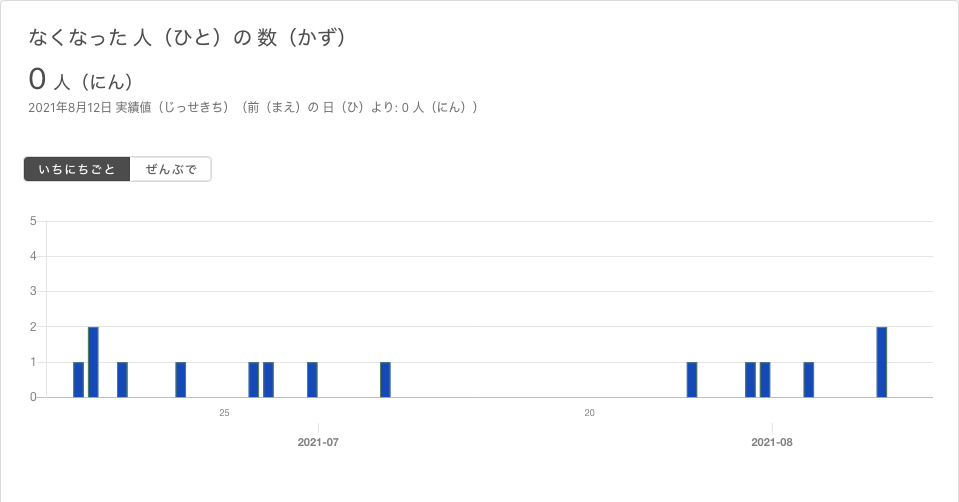 なくなった 人（ひと）の 数（かず）
0 人（にん）
2021年8月12日 実績値（じっせきち）（前（まえ）の 日（ひ）より: 0 人（にん））
いちにちごと ぜんぶで
5
4
3
2
1
0
25 20
2021-07 2021-08